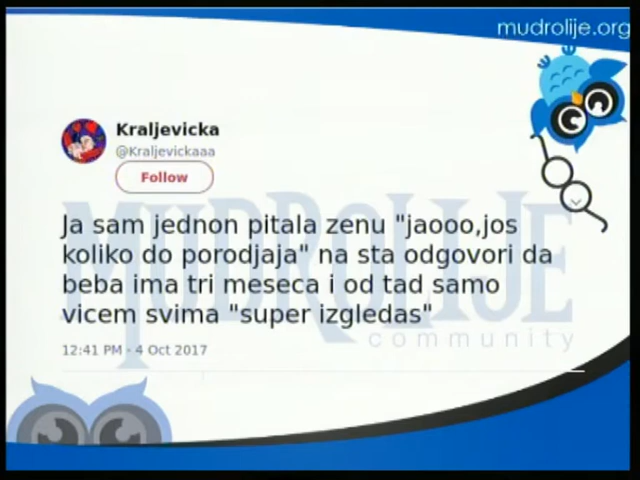 mudrolije.org
Kraljevicka
@Kraljevickaaa
Follow
Ja sam jednon pitala zenu "jaooo,jos
koliko do porodjaja" na sta odgovori da
beba ima tri meseca i od tad samo
vicem svima "super izgledas"
12:41 PM - 4 Oct 2017
MUDROLIJE
community